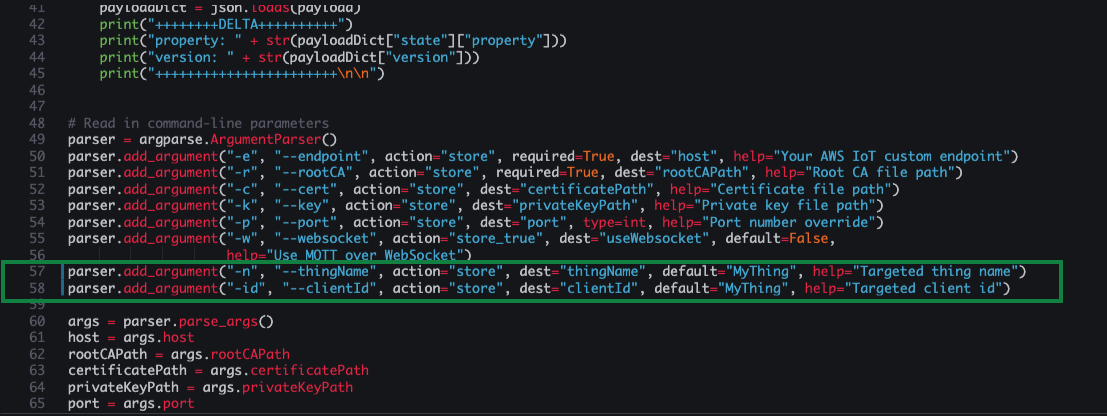 41 payloadDict = json.loads(payload)
42 print("++++++++DELTA++++++++++")
43 print("property: " + str(payloadDict["state"]["property"]))
44 print("version: " + str(payloadDict["version"]))
45 print("+++++++++++++++++++++++\n\n")
46
47
48 # Read in command-line parameters
49 parser = argparse.ArgumentParser()
50 parser.add_argument("-e", "--endpoint", action="store", required=True, dest="host", help="Your AWS IoT custom endpoint")
51 parser.add_argument("-r", "--rootCA", action="store", required=True, dest="rootCAPath", help="Root CA file path")
52 parser.add_argument("-c", "--cert", action="store", dest="certificatePath", help="Certificate file path")
53 parser.add_argument("-k", "--key", action="store", dest="privateKeyPath", help="Private key file path")
54 parser.add_argument("-p", "--port", action="store", dest="port", type=int, help="Port number override")
55 parser.add_argument("-w", "--websocket", action="store_true", dest="useWebsocket", default=False,
56 help="Use MQTT over WebSocket")
57 parser.add_argument("-n", "--thingName", action="store", dest="thingName", default="MyThing", help="Targeted thing name")
58 parser.add_argument("-id", "--clientId", action="store", dest="clientId", default="MyThing", help="Targeted client id")
59
60 args = parser.parse_args()
61 host = args.host
62 rootCAPath = args.rootCAPath
63 certificatePath = args.certificatePath
64 privateKeyPath = args.privateKeyPath
65 port = args.port